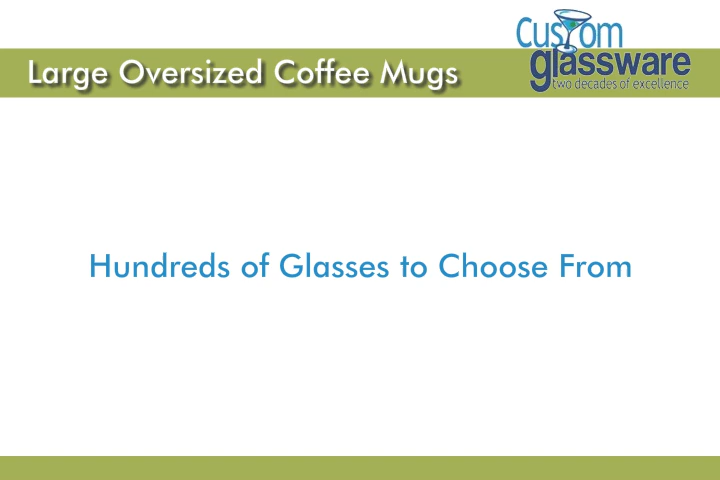 Custom
glassware
two decades of excellence
Large Oversized Coffee Mugs
Hundreds of Glasses to Choose From